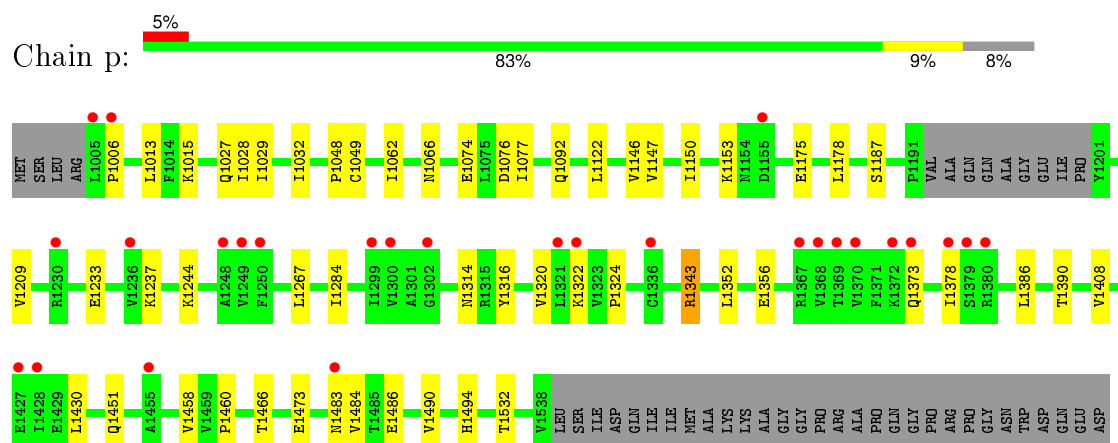 5%
Chain p:
83% 9% 8%
MET SER LEU ARG L1005 P1006 L1013 F1014 K1015 Q1027 I1028 I1029 I1032 P1048 C1049 I1062 N1066 E1074 L1075 D1076 I1077 Q1092 L1122 V1146 V1147 I1150 K1153 N1154 D1155 E1175 L1178 S1187 P1191 VAL ALA GLN GLN ALA GLY GLU ILE PRO Y1201
V1209 R1230 E1233 V1236 K1237 K1244 A1248 V1249 F1250 L1267 I1284 I1299 V1300 A1301 G1302 N1314 R1315 Y1316 V1320 L1321 K1322 V1323 P1324 C1336 R1343 L1352 E1356 R1367 V1368 T1369 V1370 F1371 K1372 Q1373 I1378 S1379 R1380 L1386 T1390 V1408
E1427 I1428 E1429 L1430 Q1451 A1455 V1458 V1459 P1460 T1466 E1473 N1483 V1484 T1485 E1486 V1490 H1494 T1532 V1538 LEU SER ILE ASP ILE ILE MET ALA LYS LYS ALA GLY GLY PRO ARG ALA PRO GLY GLY PRO ARG PRO GLY ASN TRP ASP GLN GLU ASP